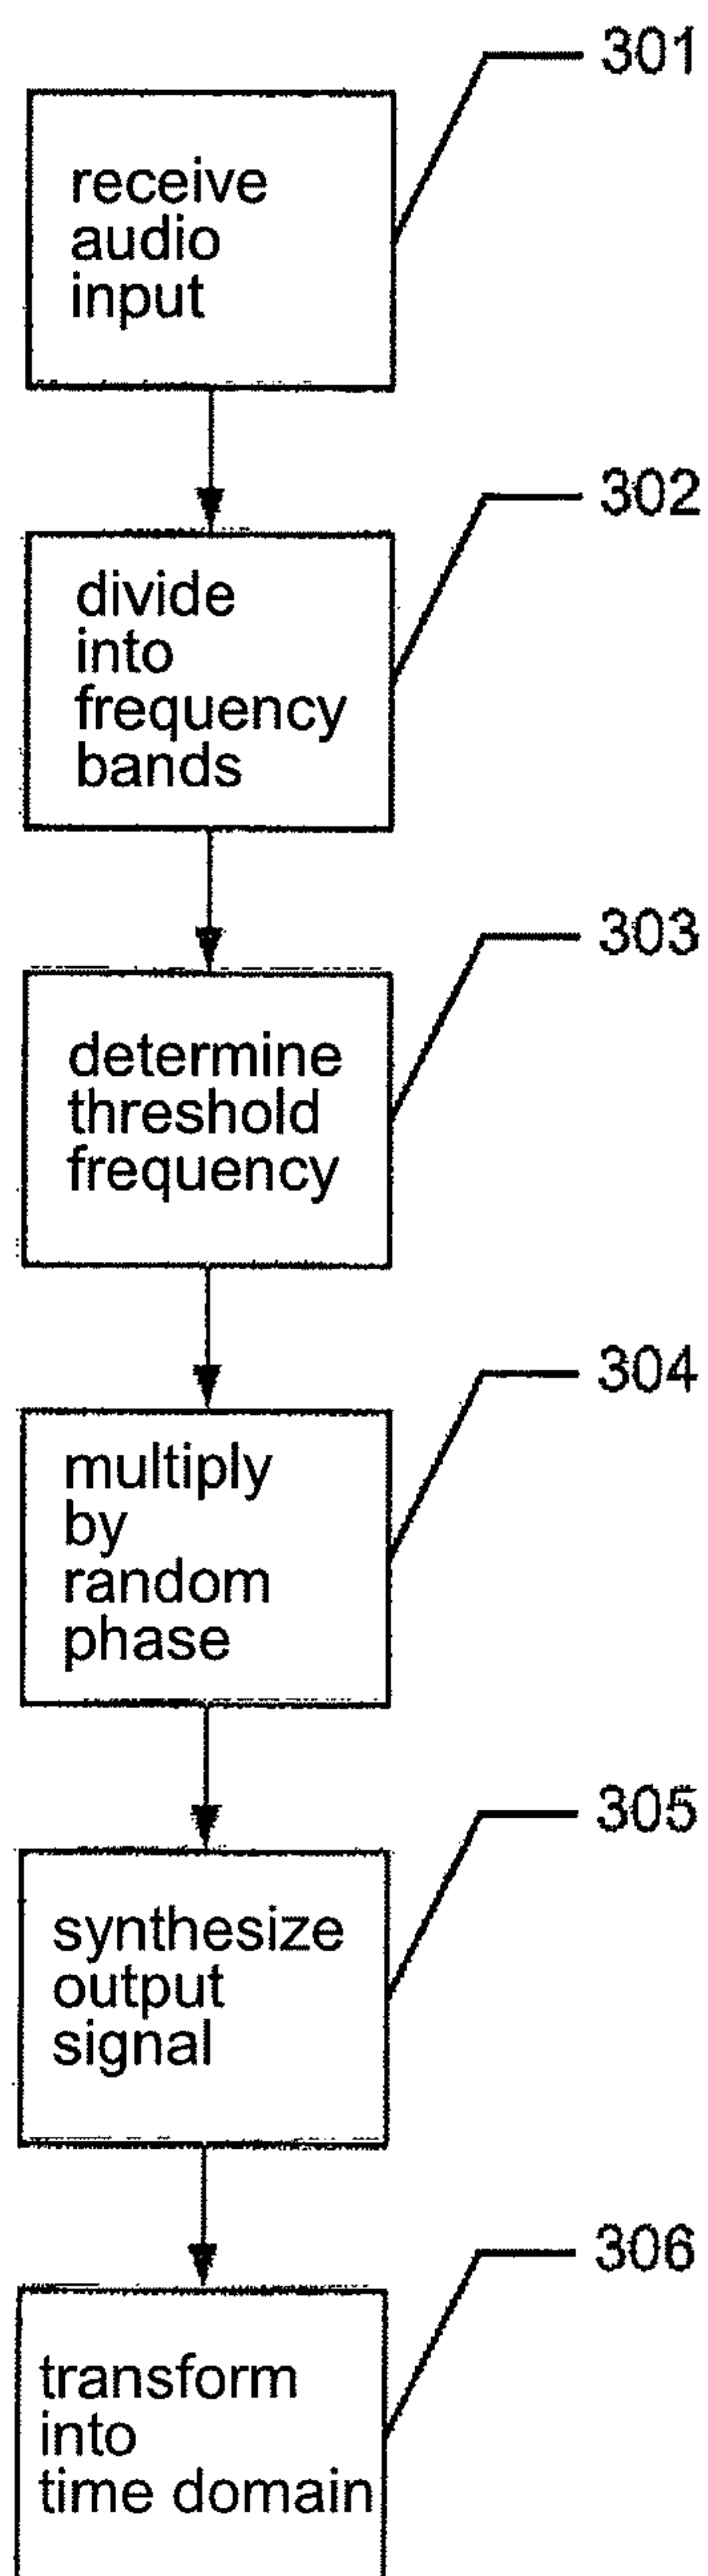 301
receive
audio
input
302
divide
into
frequency
bands
303
determine
threshold
frequency
304
multiply
by
random
phase
305
synthesize
output
signal
306
transform
into
time domain